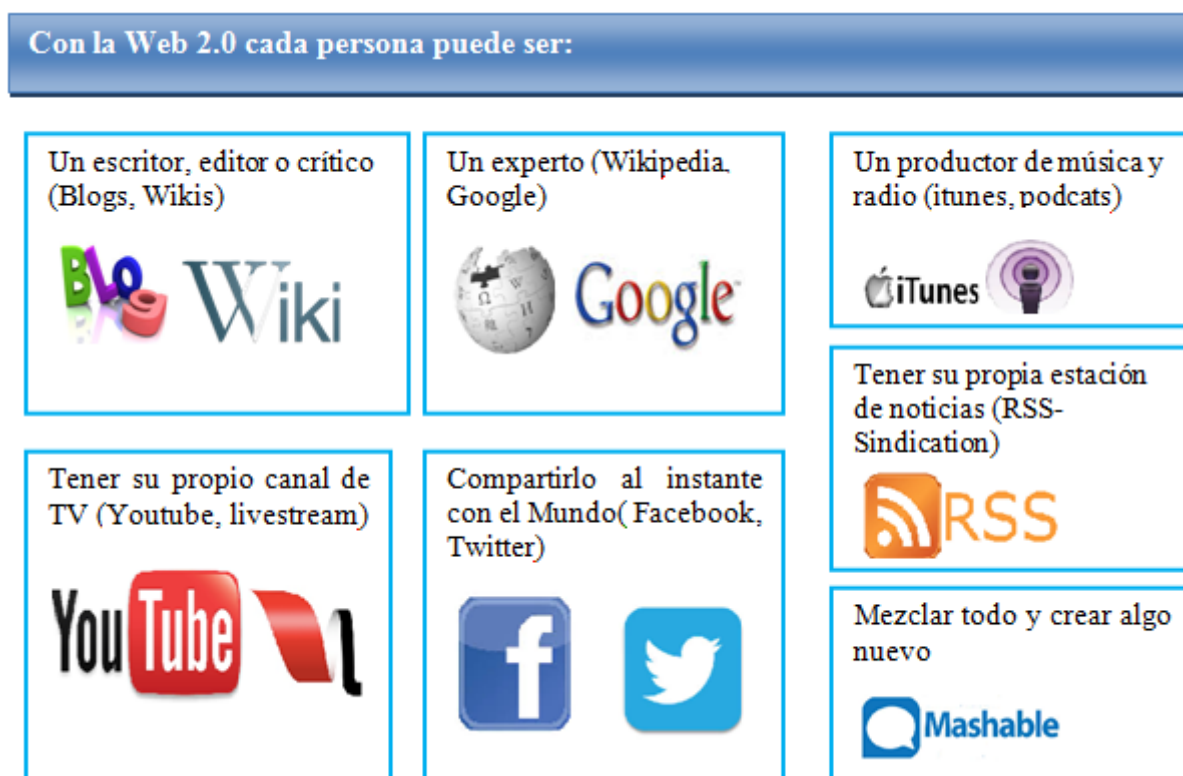 Con la Web 2.0 cada persona puede ser:
Un escritor, editor o crítico
(Blogs, Wikis)
BLOG
Wiki
Un experto (Wikipedia,
Google)
Ω W
И
Google
Un productor de música y
radio (itunes, podcats)
iTunes
Tener su propia estación
de noticias (RSS-
Sindication)
RSS
Tener su propio canal de
TV (Youtube, livestream)
YouTube
Compartirlo al instante
con el Mundo( Facebook,
Twitter)
f
Mezclar todo y crear algo
nuevo
Mashable